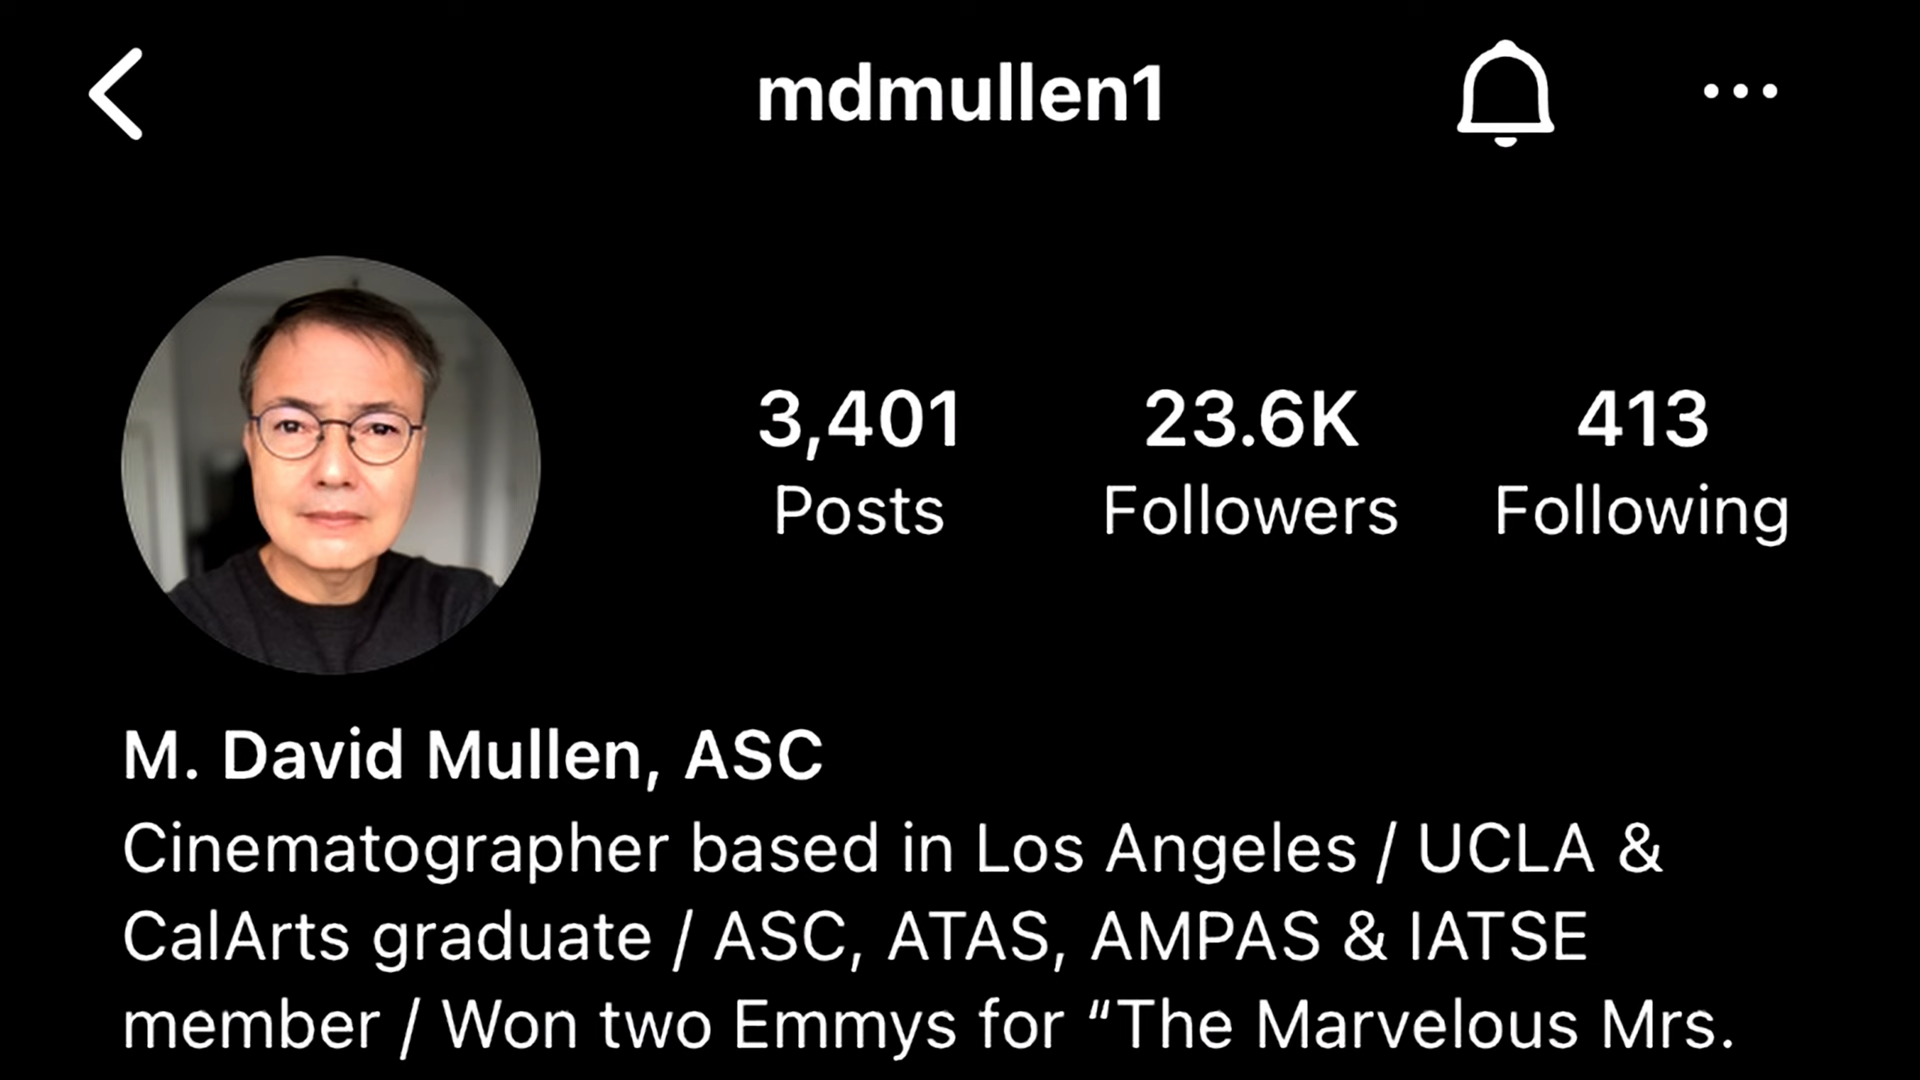 mdmullen1
3,401 23.6K 413
Posts Followers Following
M. David Mullen, ASC
Cinematographer based in Los Angeles / UCLA &
CalArts graduate / ASC, ATAS, AMPAS & IATSE
member / Won two Emmys for “The Marvelous Mrs.